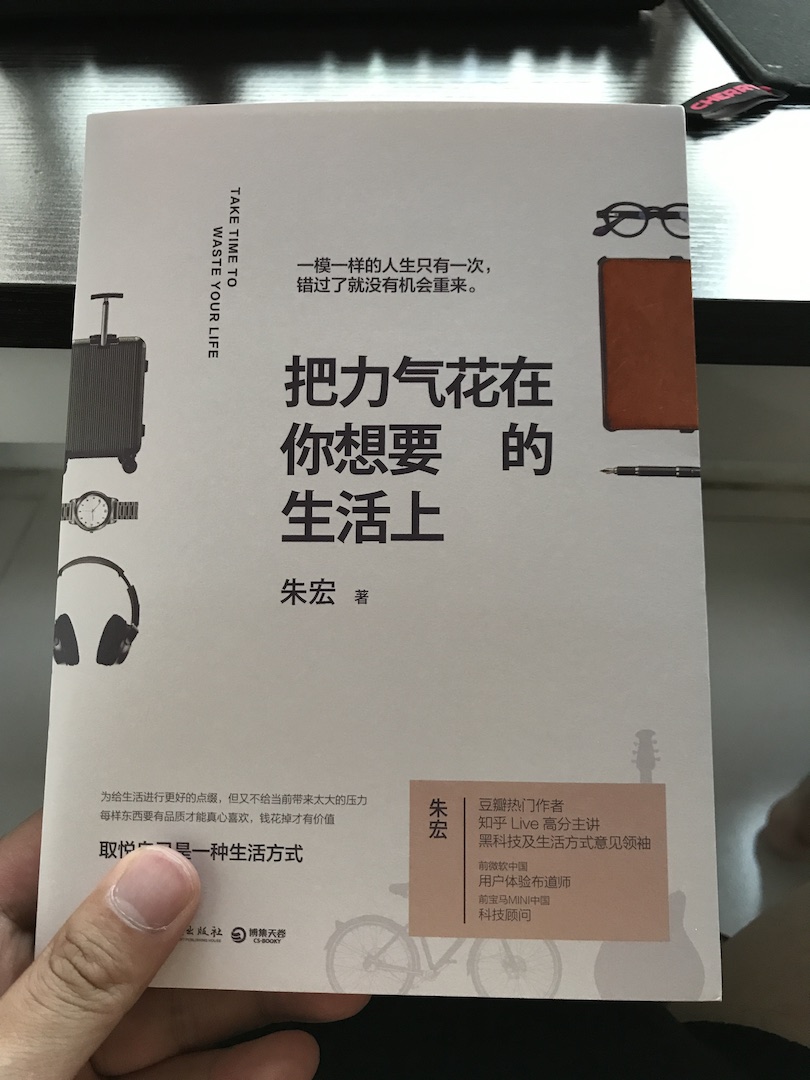 CHERRY
TAKE TIME TO
WASTE YOUR LIFE
一模一样的人生只有一次，
错过了就没有机会重来。
把力气花在
你想要 的
生活上
朱宏 著
为给生活进行更好的点缀，但又不给当前带来太大的压力
每样东西要有品质才能真心喜欢，钱花掉才有价值
取悦自己是一种生活方式
出版社
博集天卷
CS-BOOKY
朱宏
豆瓣热门作者
知乎 Live 高分主讲
黑科技及生活方式意见领袖
前微软中国
用户体验布道师
前宝马MINI中国
科技顾问